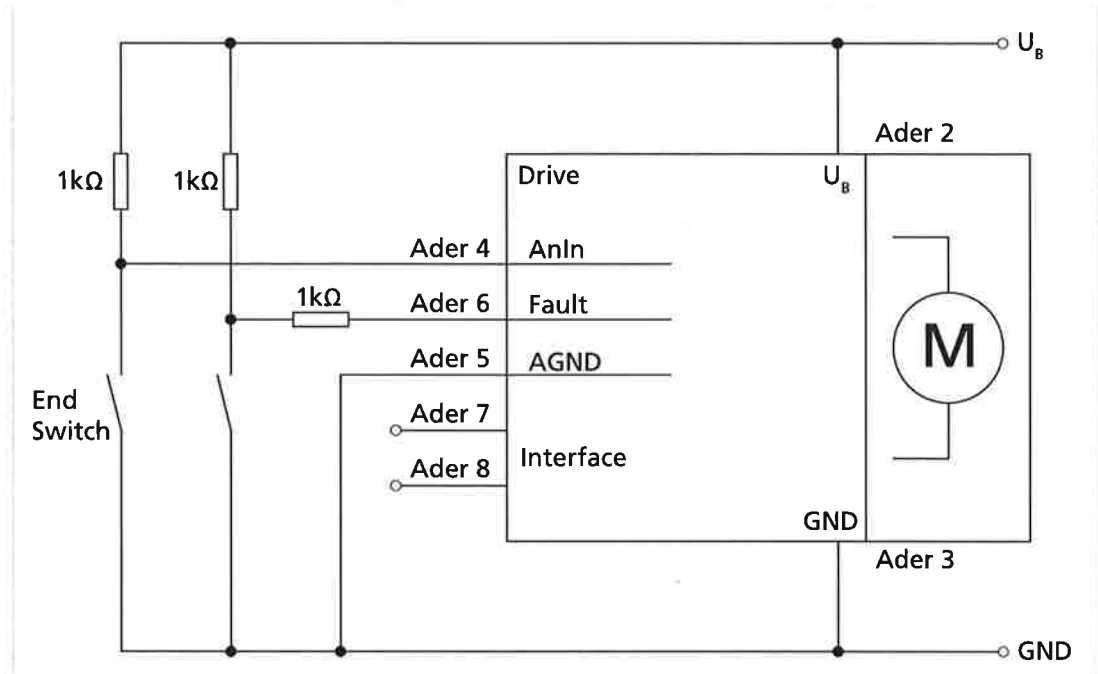 U_B
Ader 2
1kΩ
1kΩ
Drive
U_B
Ader 4
AnIn
1kΩ
Ader 6
Fault
Ader 5
AGND
End
Switch
Ader 7
Ader 8
Interface
M
GND
Ader 3
GND